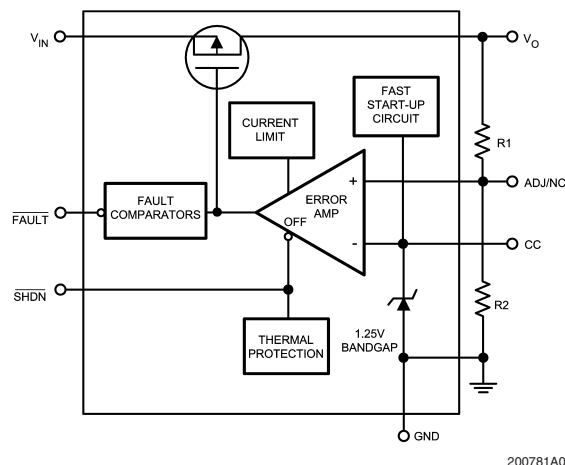 V_IN
V_O
FAST
START-UP
CIRCUIT
CURRENT
LIMIT
R1
+
ERROR
AMP
ADJ/NC
FAULT
COMPARATORS
FAULT
OFF
-
CC
SHDN
R2
1.25V
BANDGAP
THERMAL
PROTECTION
GND
200781A0